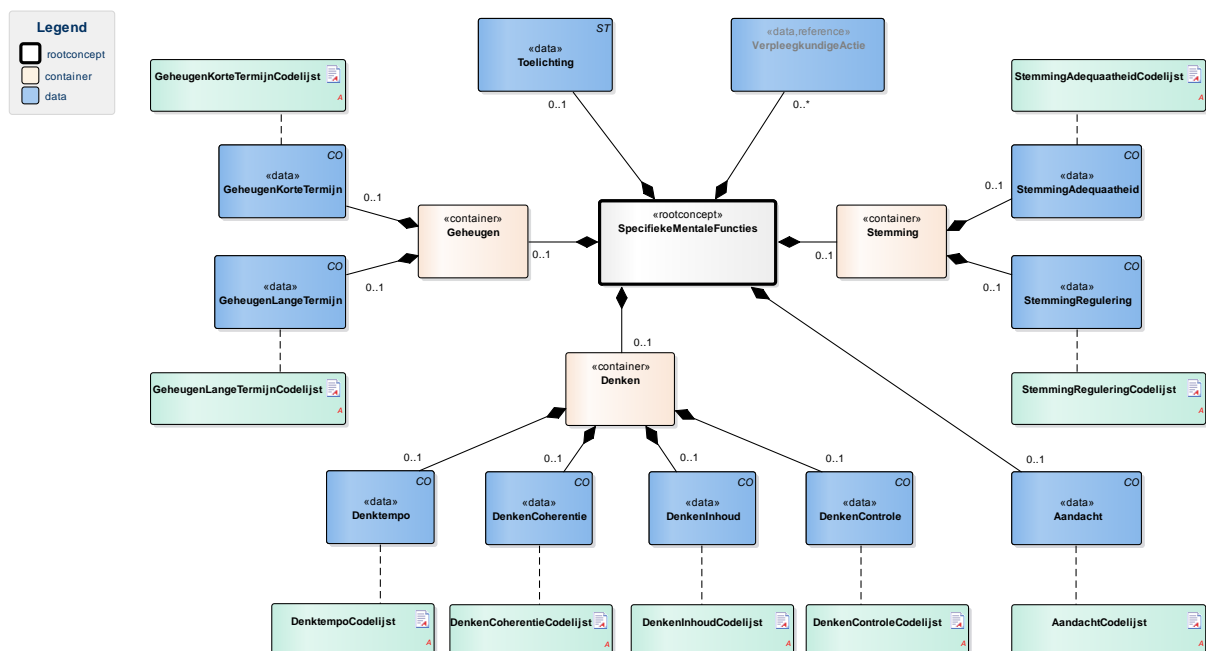 Legend
rootconcept
container
data
ST
«data»
Toelichting
0..1
«data,reference»
VerpleegkundigeActie
0..*
GeheugenKorteTermijnCodelijst
A
StemmingAdequaatheidCodelijst
A
CO
«data»
GeheugenKorteTermijn
0..1
CO
«data»
StemmingAdequaatheid
0..1
«container»
Geheugen
0..1
«rootconcept»
SpecifiekeMentaleFuncties
«container»
Stemming
0..1
CO
«data»
GeheugenLangeTermijn
0..1
CO
«data»
StemmingRegulering
0..1
0..1
«container»
Denken
GeheugenLangeTermijnCodelijst
A
StemmingReguleringCodelijst
A
0..1
0..1
0..1
0..1
0..1
CO
«data»
Denktempo
CO
«data»
DenkenCoherentie
CO
«data»
DenkenInhoud
CO
«data»
DenkenControle
CO
«data»
Aandacht
DenktempoCodelijst
A
DenkenCoherentieCodelijst
A
DenkenInhoudCodelijst
A
DenkenControleCodelijst
A
AandachtCodelijst
A